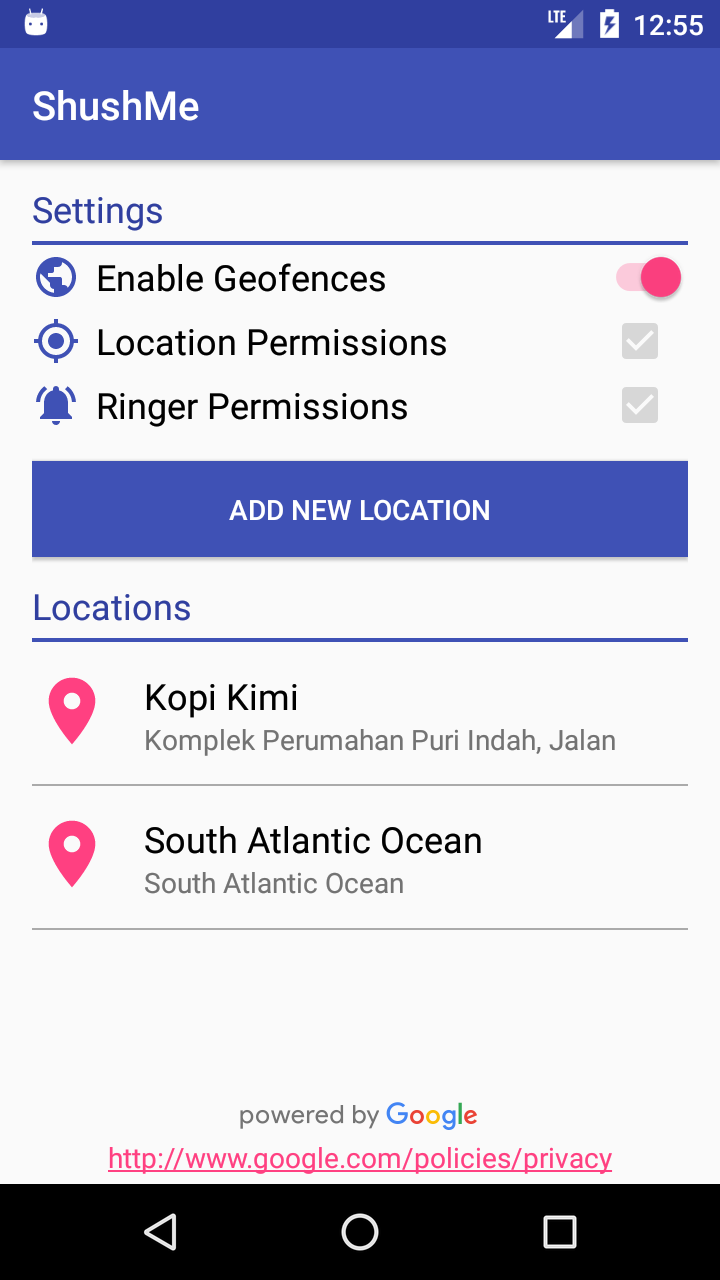 LTE 12:55
ShushMe
Settings
Enable Geofences
Location Permissions
Ringer Permissions
ADD NEW LOCATION
Locations
Kopi Kimi
Komplek Perumahan Puri Indah, Jalan
South Atlantic Ocean
South Atlantic Ocean
powered by Google
http://www.google.com/policies/privacy